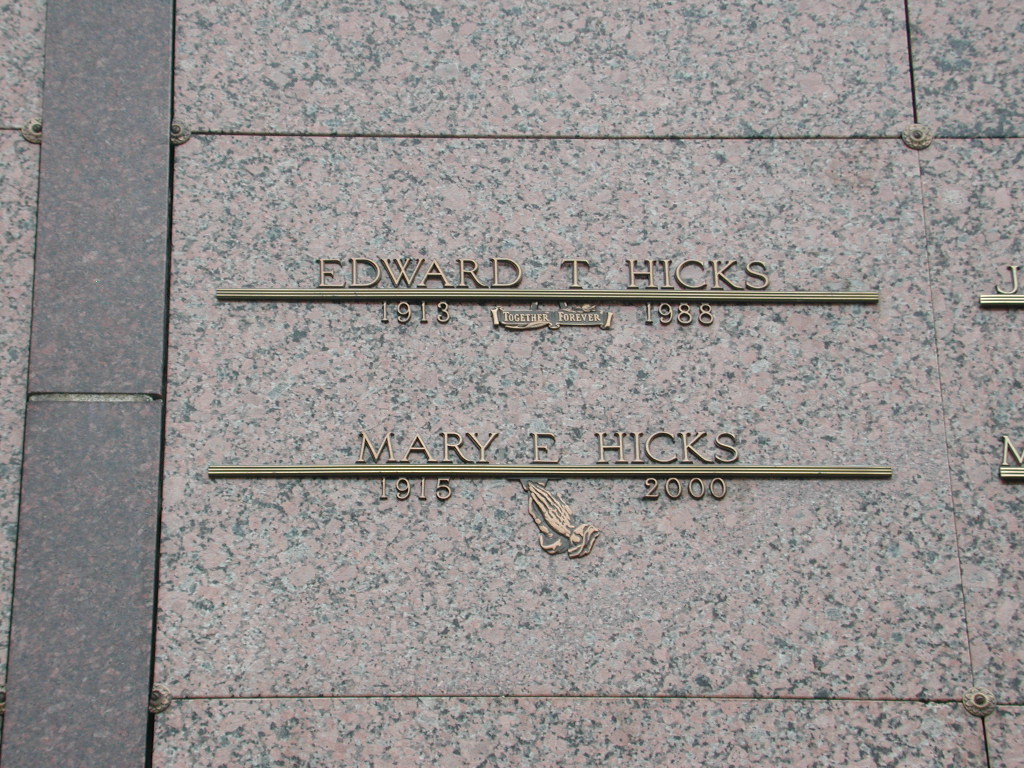 EDWARD T HICKS
1913 TOGETHER FOREVER 1988
MARY E HICKS
1915 2000
J
M